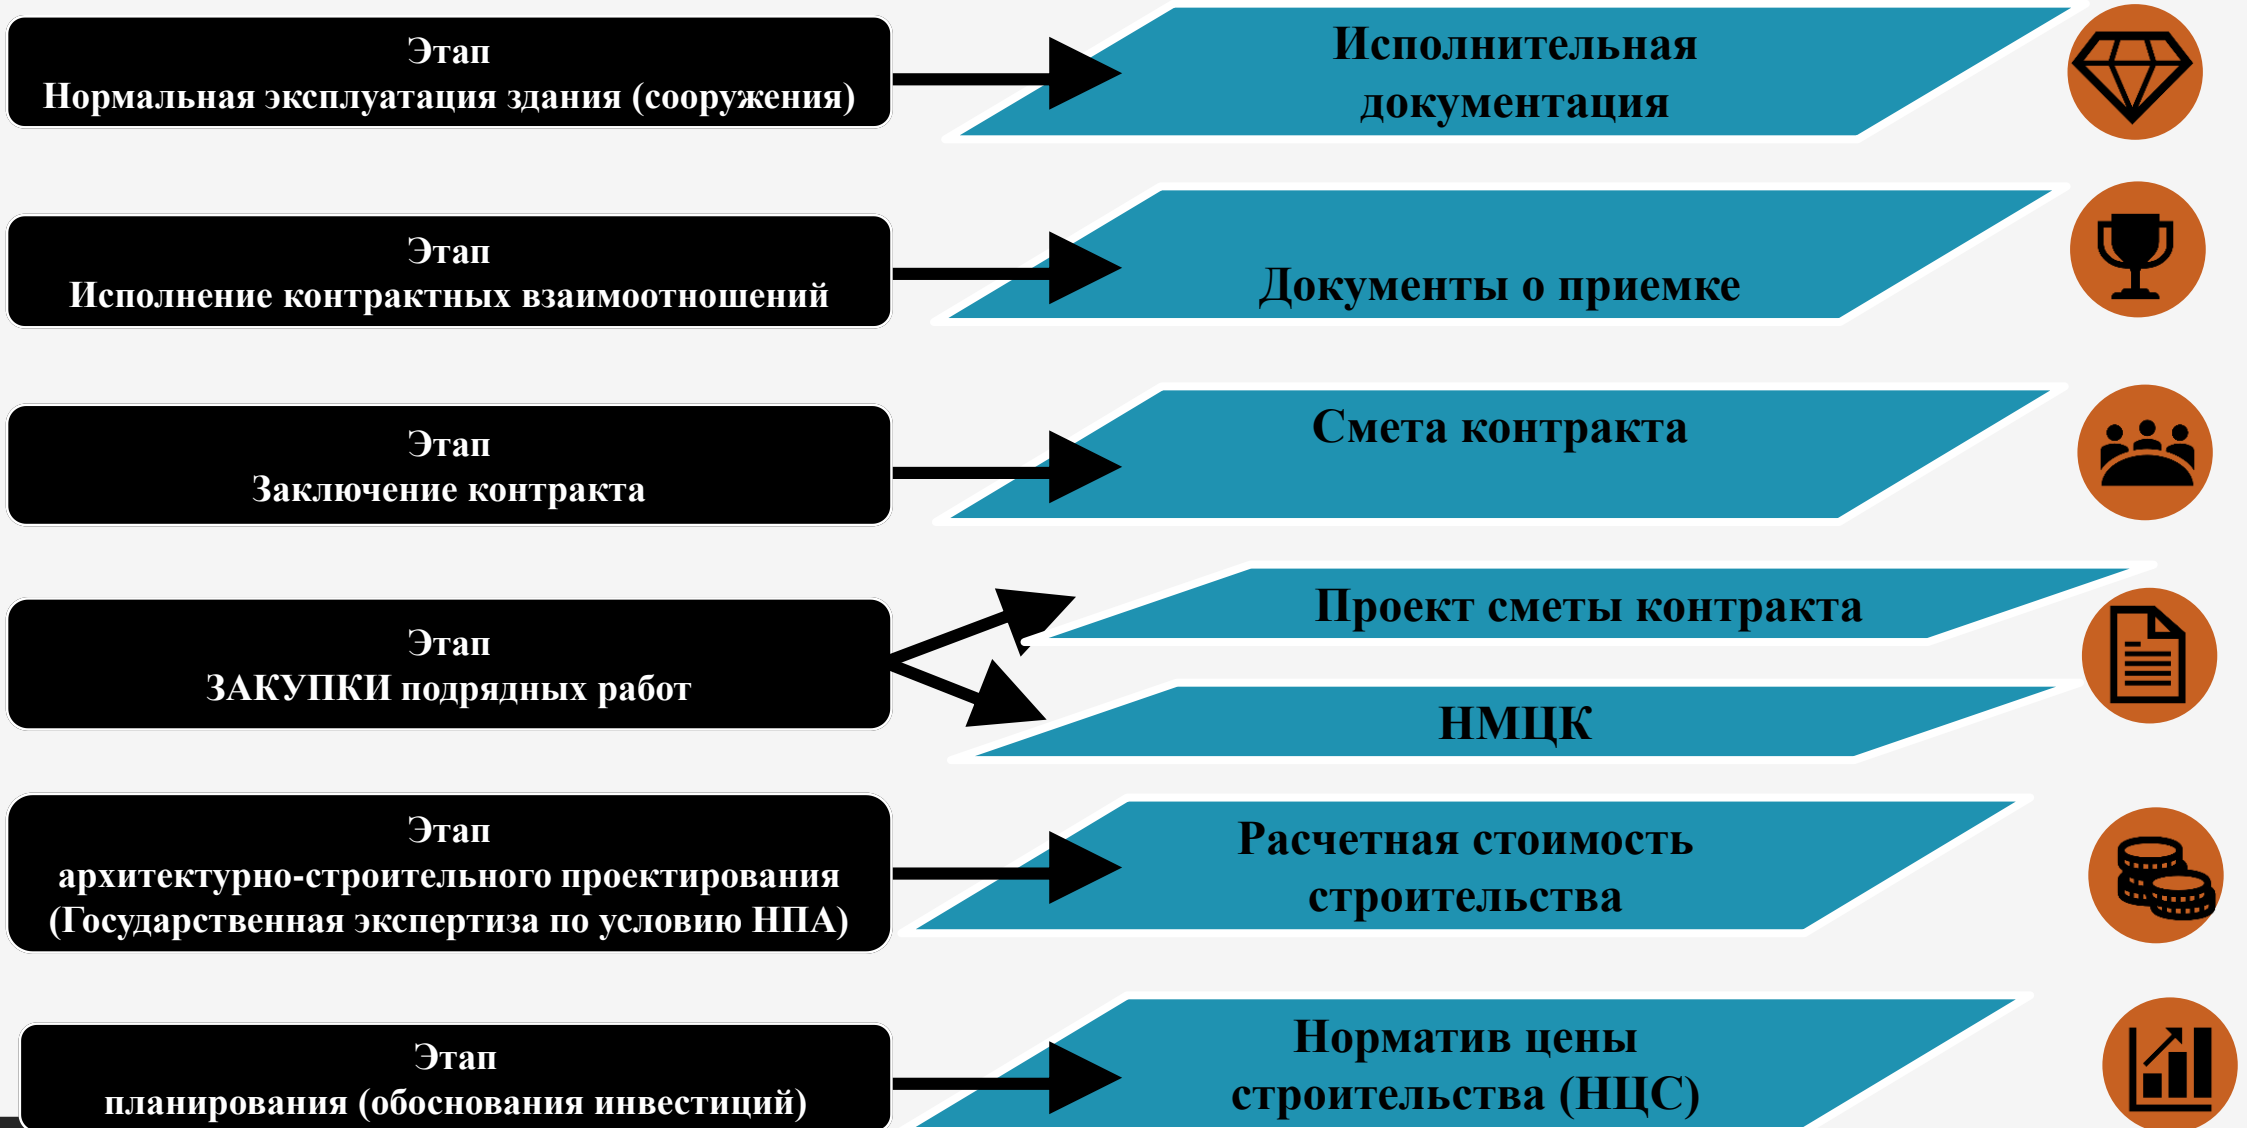 Этап
Нормальная эксплуатация здания (сооружения)
Исполнительная
документация
Этап
Исполнение контрактных взаимоотношений
Документы о приемке
Этап
Заключение контракта
Смета контракта
Этап
ЗАКУПКИ подрядных работ
Проект сметы контракта
НМЦК
Этап
архитектурно-строительного проектирования
(Государственная экспертиза по условию НПА)
Расчетная стоимость
строительства
Этап
планирования (обоснования инвестиций)
Норматив цены
строительства (НЦС)